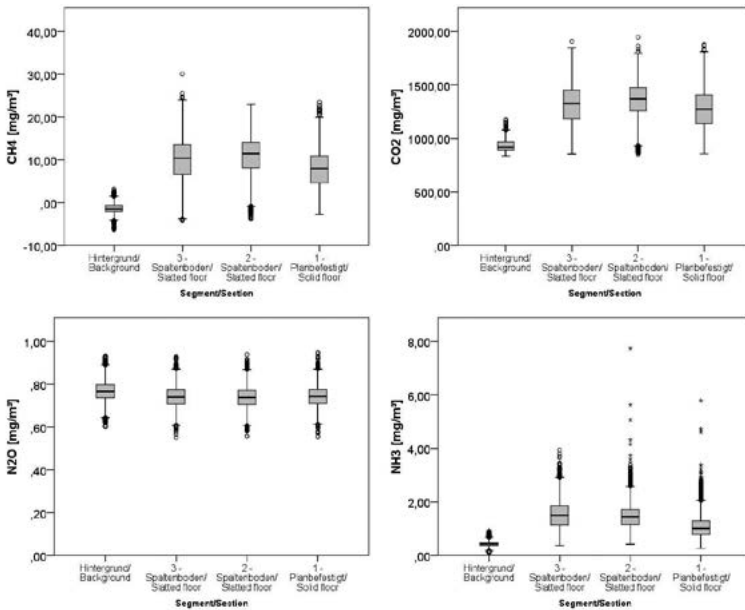 CH4 [mg/m³]
40,00
30,00
20,00
10,00
,00
-10,00
Hintergrund/
Background
3 -
Spaltenboden/
Slatted floor
2 -
Spaltenboden/
Slatted floor
1 -
Planbefestigt/
Solid floor
Segment/Section
CO2 [mg/m³]
2000,00
1500,00
1000,00
500,00
,00
Hintergrund/
Background
3 -
Spaltenboden/
Slatted floor
2 -
Spaltenboden/
Slatted floor
1 -
Planbefestigt/
Solid floor
Segment/Section
N2O [mg/m³]
1,00
,80
,60
,40
,20
,00
Hintergrund/
Background
3 -
Spaltenboden/
Slatted floor
2 -
Spaltenboden/
Slatted floor
1 -
Planbefestigt/
Solid floor
Segment/Section
NH3 [mg/m³]
8,00
6,00
4,00
2,00
,00
Hintergrund/
Background
3 -
Spaltenboden/
Slatted floor
2 -
Spaltenboden/
Slatted floor
1 -
Planbefestigt/
Solid floor
Segment/Section